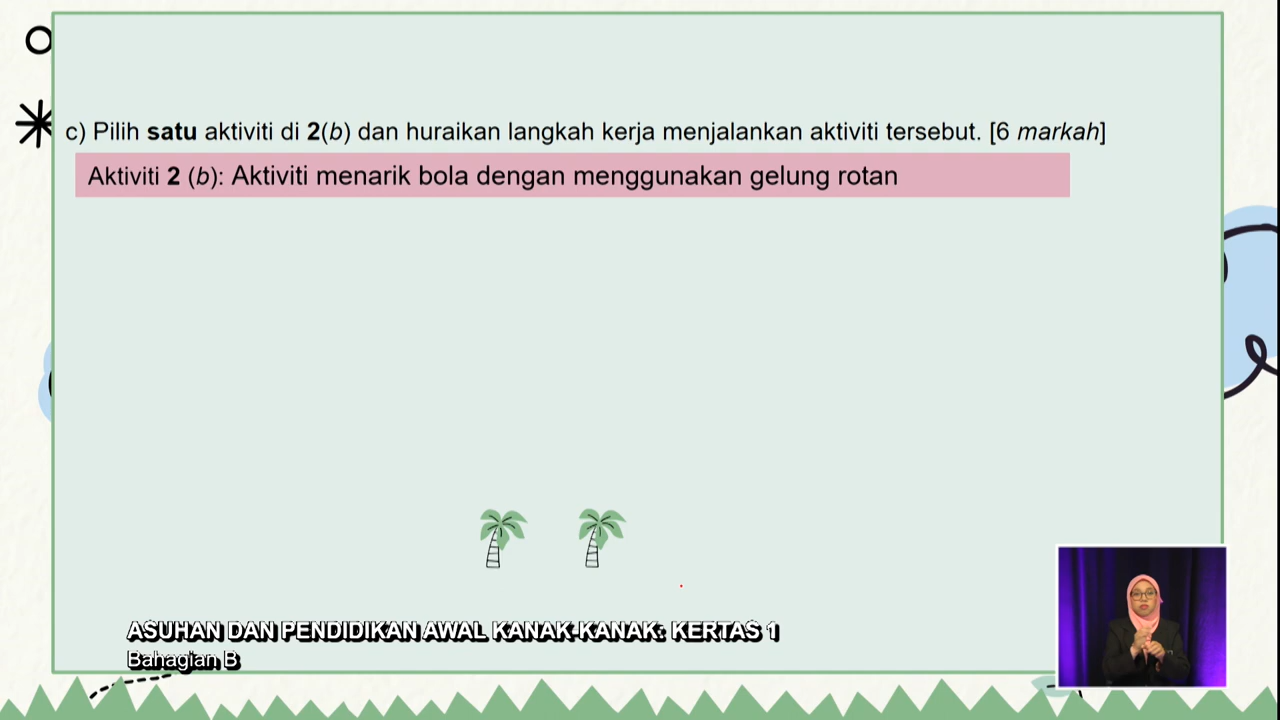 c) Pilih satu aktiviti di 2(b) dan huraikan langkah kerja menjalankan aktiviti tersebut. [6 markah]
Aktiviti 2 (b): Aktiviti menarik bola dengan menggunakan gelung rotan
ASUHAN DAN PENDIDIKAN AWAL KANAK-KANAK: KERTAS 1
Bahagian B